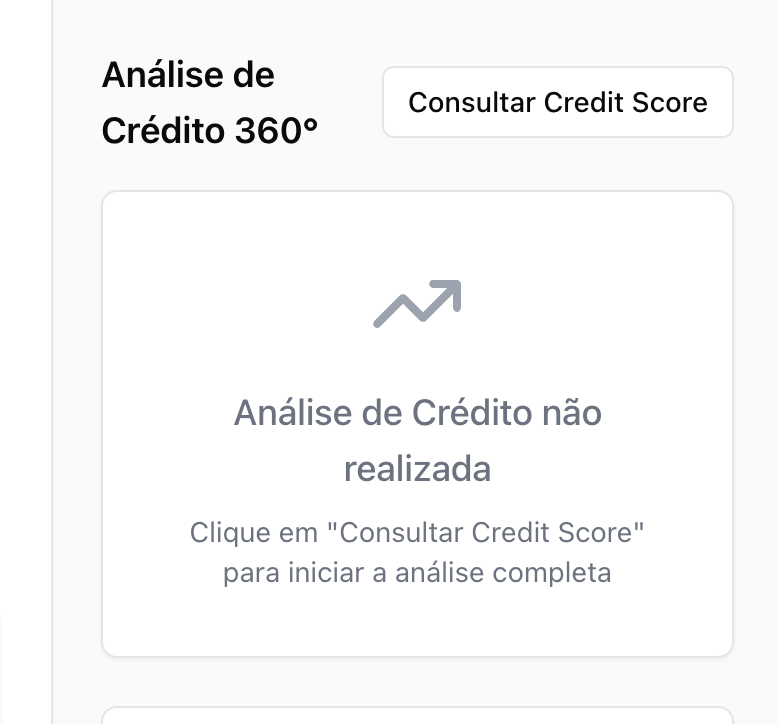 Análise de
Crédito 360°
Consultar Credit Score
Análise de Crédito não
realizada
Clique em "Consultar Credit Score"
para iniciar a análise completa